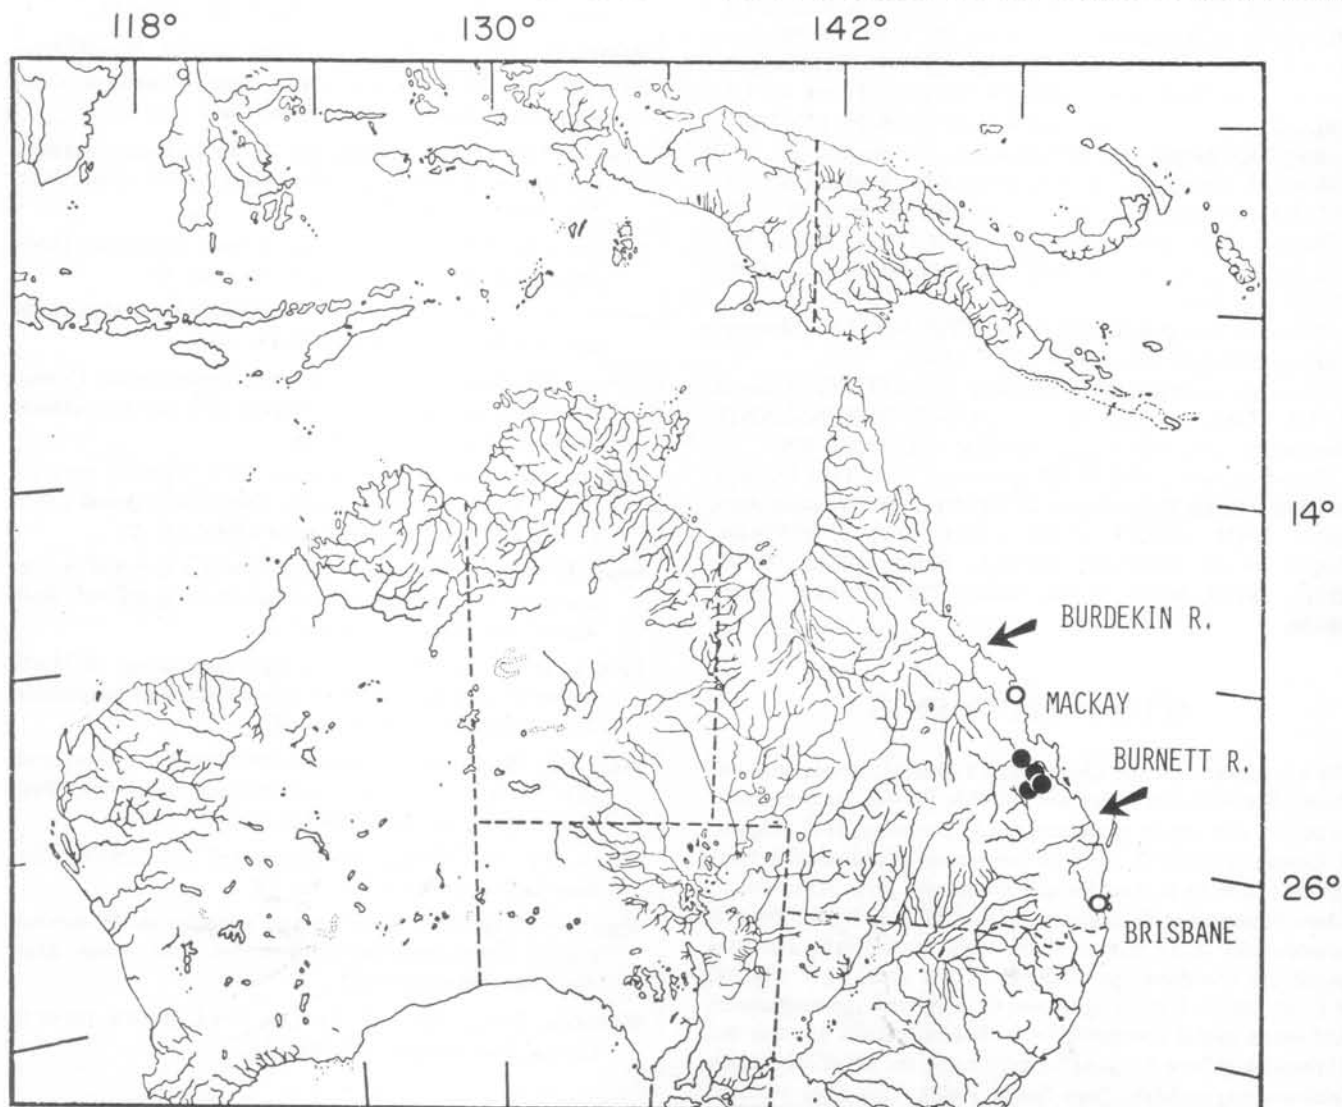 118° 130° 142°
14°
BURDEKIN R.
MACKAY
BURNETT R.
26°
BRISBANE